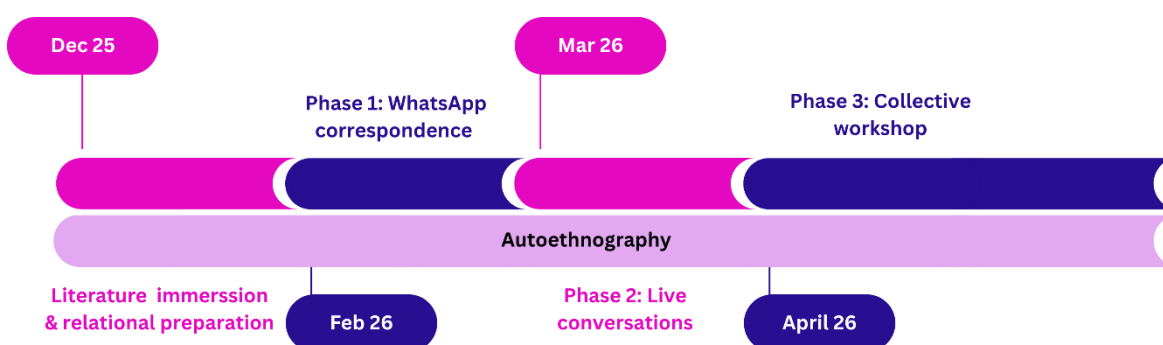 Dec 25
Mar 26
Phase 1: WhatsApp
correspondence
Phase 3: Collective
workshop
Autoethnography
Literature immerssion
& relational preparation
Phase 2: Live
conversations
Feb 26
April 26